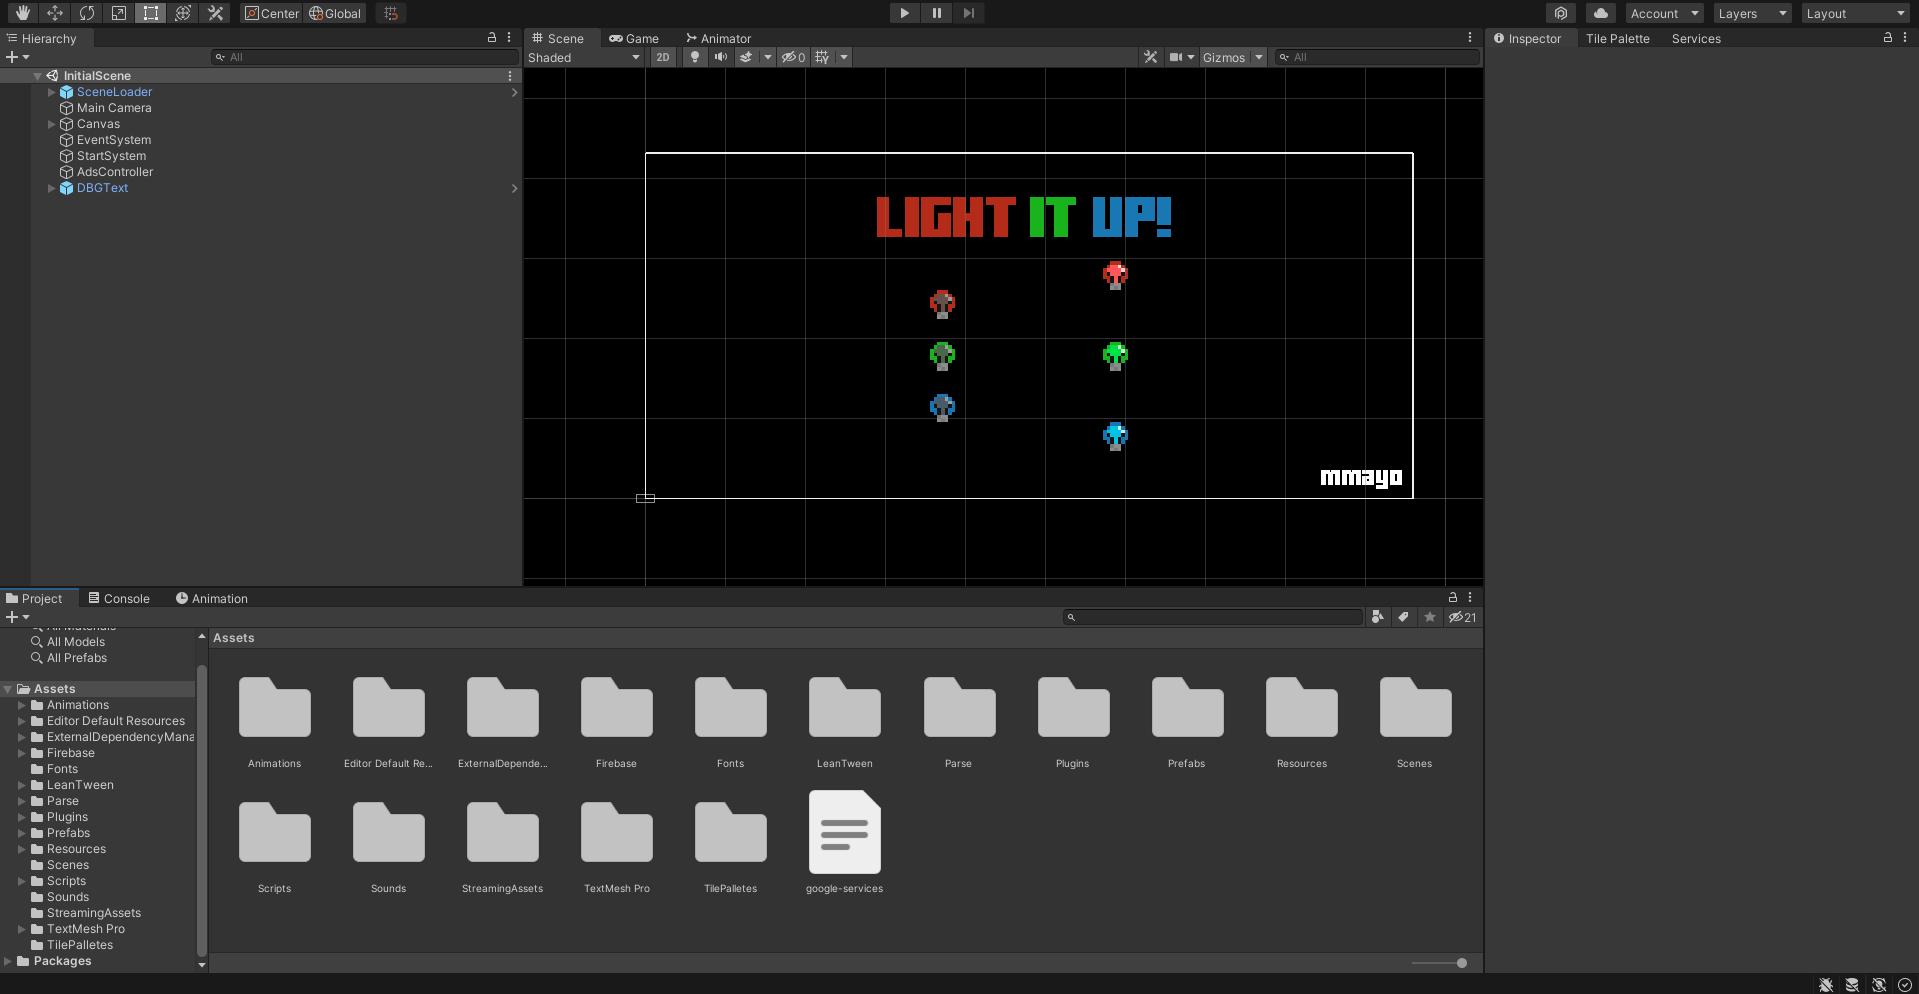 Center Global Account Layers Layout
Hierarchy
All
InitialScene
SceneLoader
Main Camera
Canvas
EventSystem
StartSystem
AdsController
DBGText
Scene Game Animator
Shaded 2D 0 Gizmos All
LIGHT IT UP!
mmayo
Inspector Tile Palette Services
Project Console Animation
21
All Materials
All Models
All Prefabs
Assets
Animations
Editor Default Resources
ExternalDependencyMana
Firebase
Fonts
LeanTween
Parse
Plugins
Prefabs
Resources
Scenes
Scripts
Sounds
StreamingAssets
TextMesh Pro
TilePalletes
Packages
Assets
Animations Editor Default Re... ExternalDepende... Firebase Fonts LeanTween Parse Plugins Prefabs Resources Scenes
Scripts Sounds StreamingAssets TextMesh Pro TilePalletes google-services